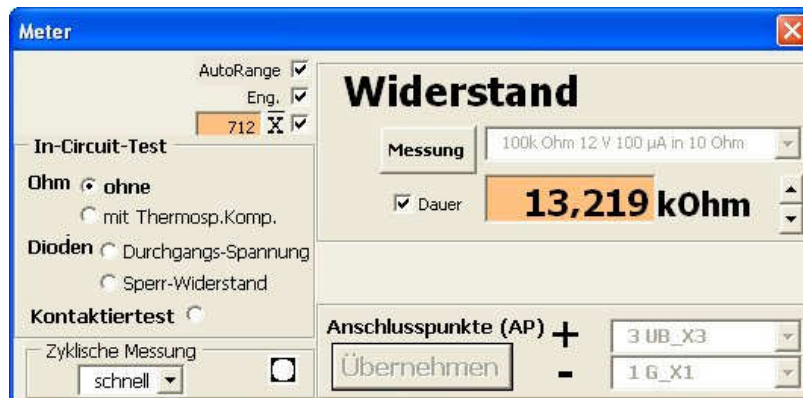 Meter
AutoRange
Eng.
712 X
In-Circuit-Test
Ohm ohne
mit Thermosp.Komp.
Dioden Durchgangs-Spannung
Sperr-Widerstand
Kontaktiertest
Zyklische Messung
schnell
Widerstand
Messung 100k Ohm 12 V 100 µA in 10 Ohm
Dauer 13,219 kOhm
Anschlusspunkte (AP) + 3 UB_X3
Übernehmen - 1 G_X1